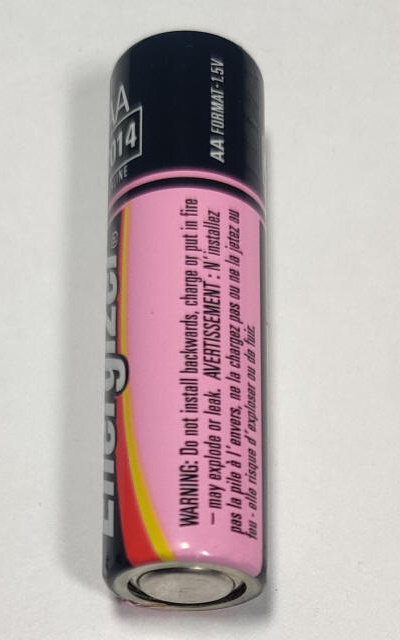 AA
014
AA FORMAT · 1.5V
Energizer®
WARNING: Do not install backwards, charge or put in fire
– may explode or leak. AVERTISSEMENT : N'installez
pas la pile à l'envers, ne la chargez pas ou ne la jetez au
feu - elle risque d'exploser ou de fuir.